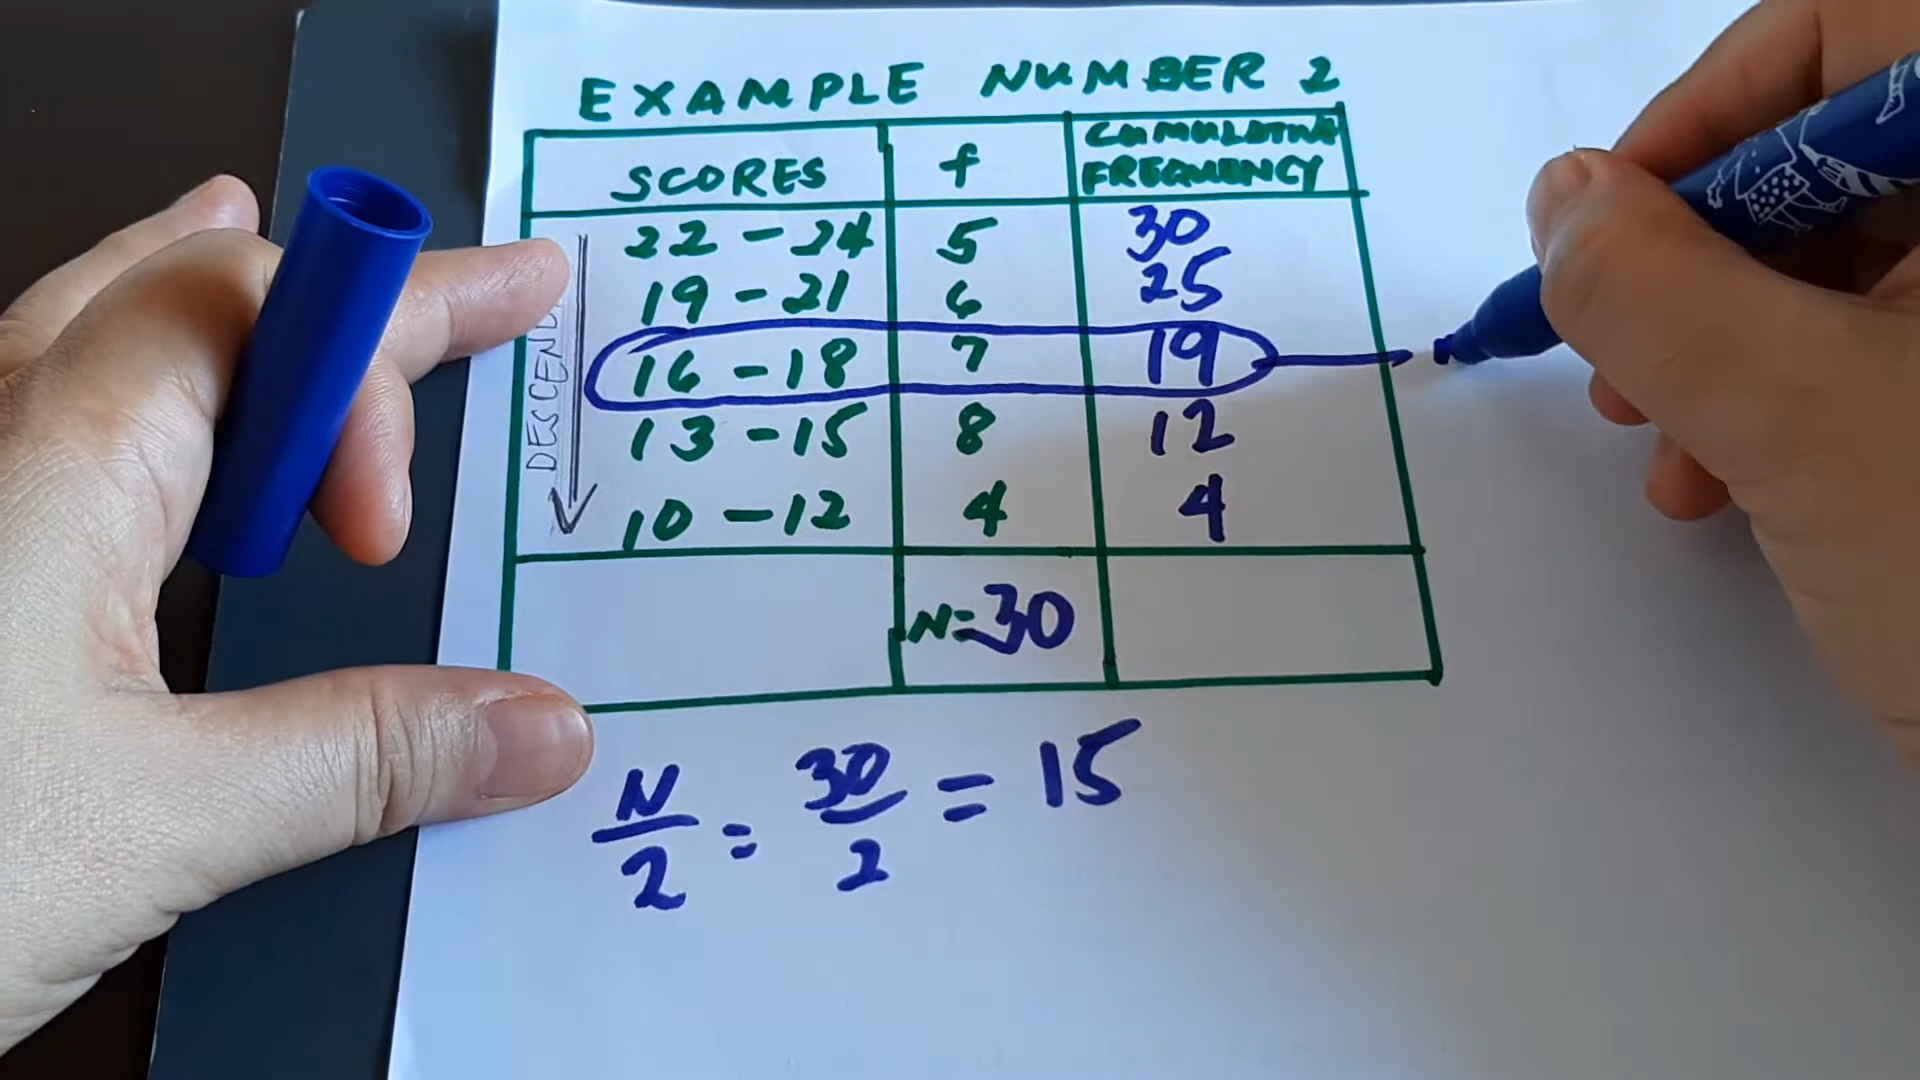 EXAMPLE NUMBER 2
SCORES f CUMULATIVE FREQUENCY
22 - 24 5 30
19 - 21 6 25
16 - 18 7 19
13 - 15 8 12
10 - 12 4 4
N=30
N/2 = 30/2 = 15